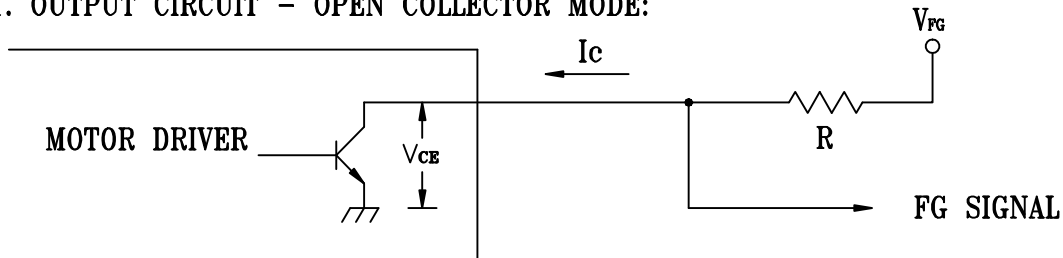 . OUTPUT CIRCUIT - OPEN COLLECTOR MODE:
VFG
Ic
MOTOR DRIVER
VCE
R
FG SIGNAL